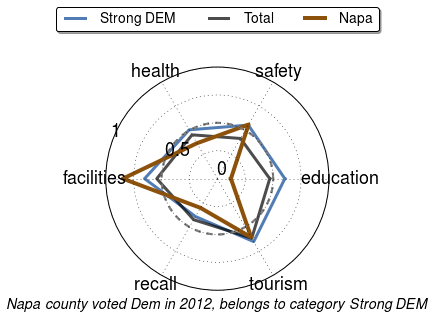 Strong DEM Total Napa
health safety
1
0.5
0
facilities education
recall tourism
Napa county voted Dem in 2012, belongs to category Strong DEM